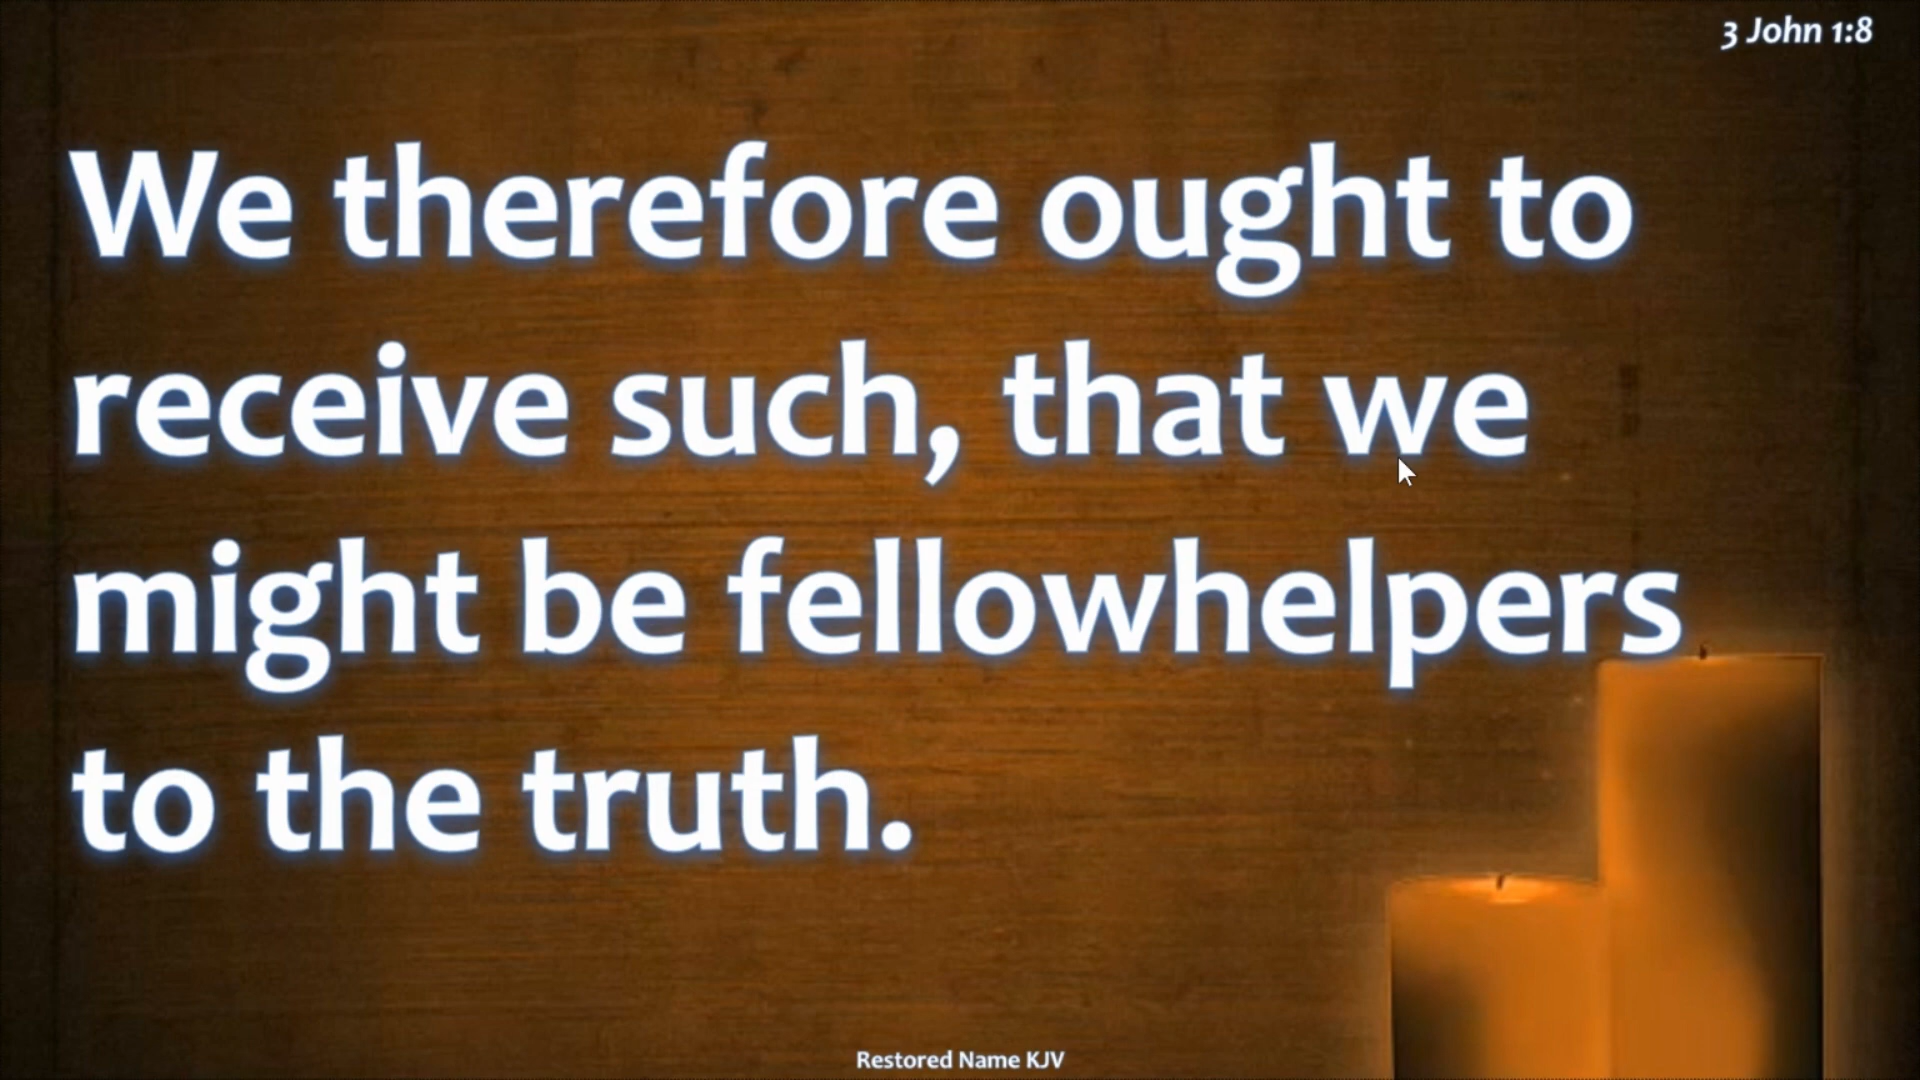 3 John 1:8
We therefore ought to
receive such, that we
might be fellowhelpers
to the truth.
Restored Name KJV